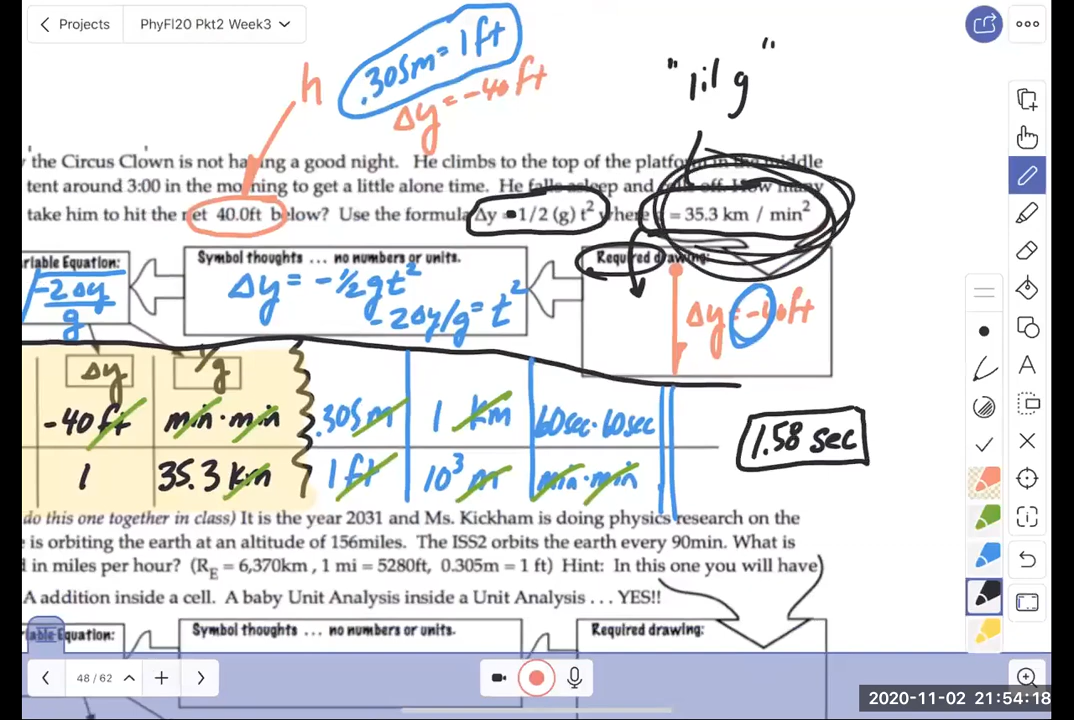 Projects
PhyFl20 Pkt2 Week3
h
.305m = 1ft
Δy = -40ft
"lil g"
the Circus Clown is not having a good night. He climbs to the top of the platform in the middle
tent around 3:00 in the morning to get a little alone time. He falls asleep and off. How many
take him to hit the net 40.0ft below? Use the formula Δy 1/2 (g) t² where = 35.3 km / min²
riable Equation:
Symbol thoughts ... no numbers or units.
Required drawing:
√-2Δy/g
Δy = -½gt²
-2Δy/g = t²
Δy = -40ft
Δy
1/g
-40 ft
min · min
.305m
1 km
60sec · 60sec
1
35.3 km
1 ft
10³ m
min · min
1.58 sec
do this one together in class) It is the year 2031 and Ms. Kickham is doing physics research on the
e is orbiting the earth at an altitude of 156miles. The ISS2 orbits the earth every 90min. What is
d in miles per hour? (RE = 6,370km , 1 mi = 5280ft, 0.305m = 1 ft) Hint: In this one you will have
A addition inside a cell. A baby Unit Analysis inside a Unit Analysis . . . YES!!
iable Equation:
Symbol thoughts ... no numbers or units.
Required drawing:
48 / 62
2020-11-02 21:54:18